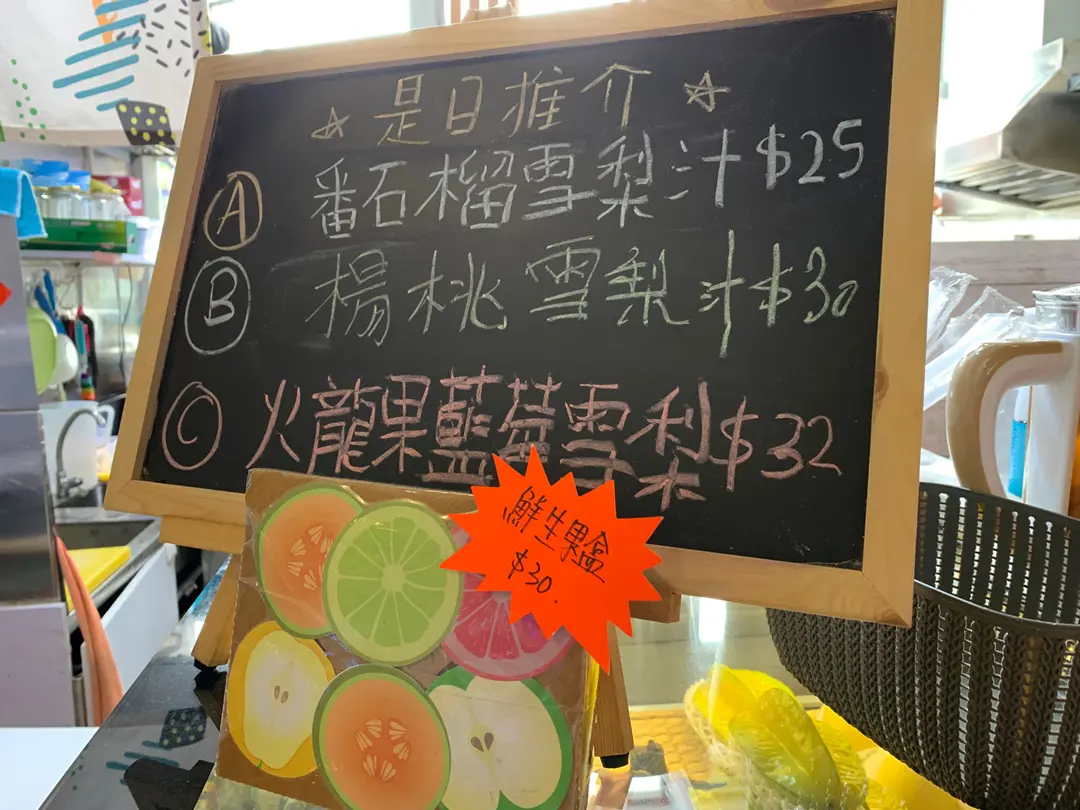 ☆ 是日推介 ☆
Ⓐ 番石榴雪梨汁 $25
Ⓑ 楊桃雪梨汁 $30
Ⓒ 火龍果藍莓雪梨 $32
鮮生果盒
$30.